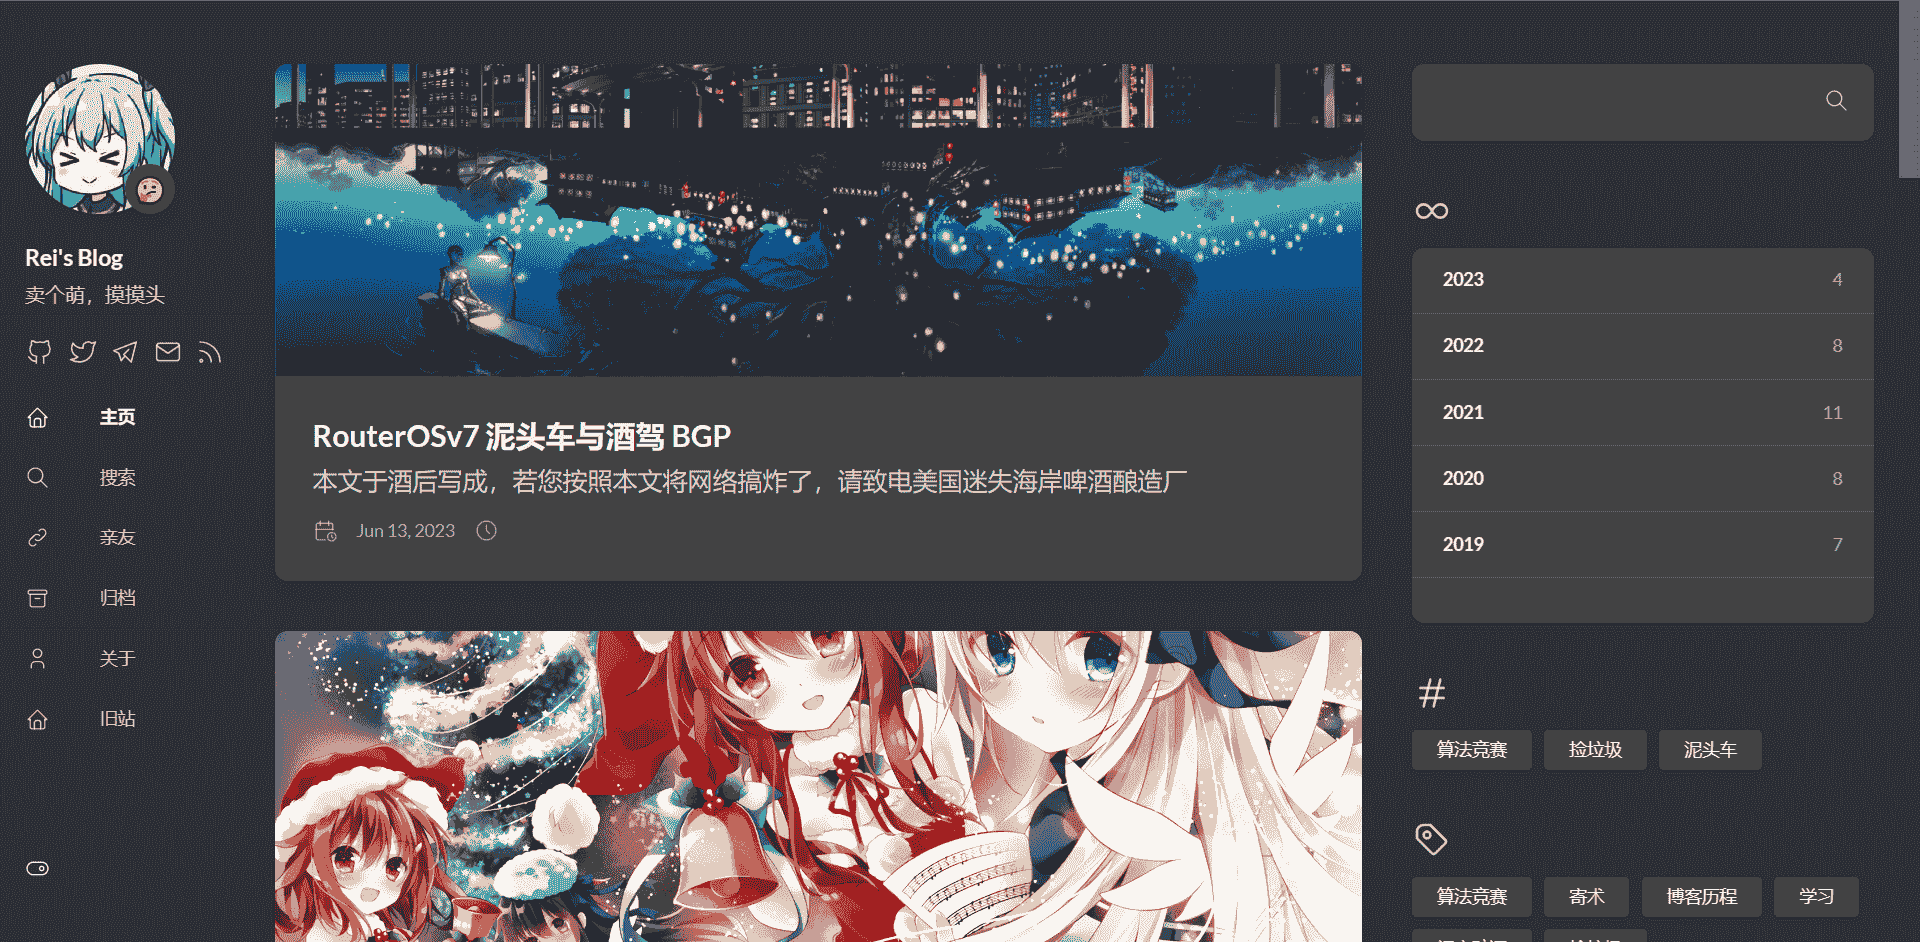 Rei's Blog
卖个萌，摸摸头
主页
搜索
亲友
归档
关于
旧站
RouterOSv7 泥头车与酒驾 BGP
本文于酒后写成，若您按照本文将网络搞炸了，请致电美国迷失海岸啤酒酿造厂
Jun 13, 2023
2023 4
2022 8
2021 11
2020 8
2019 7
算法竞赛 捡垃圾 泥头车
算法竞赛 寄术 博客历程 学习